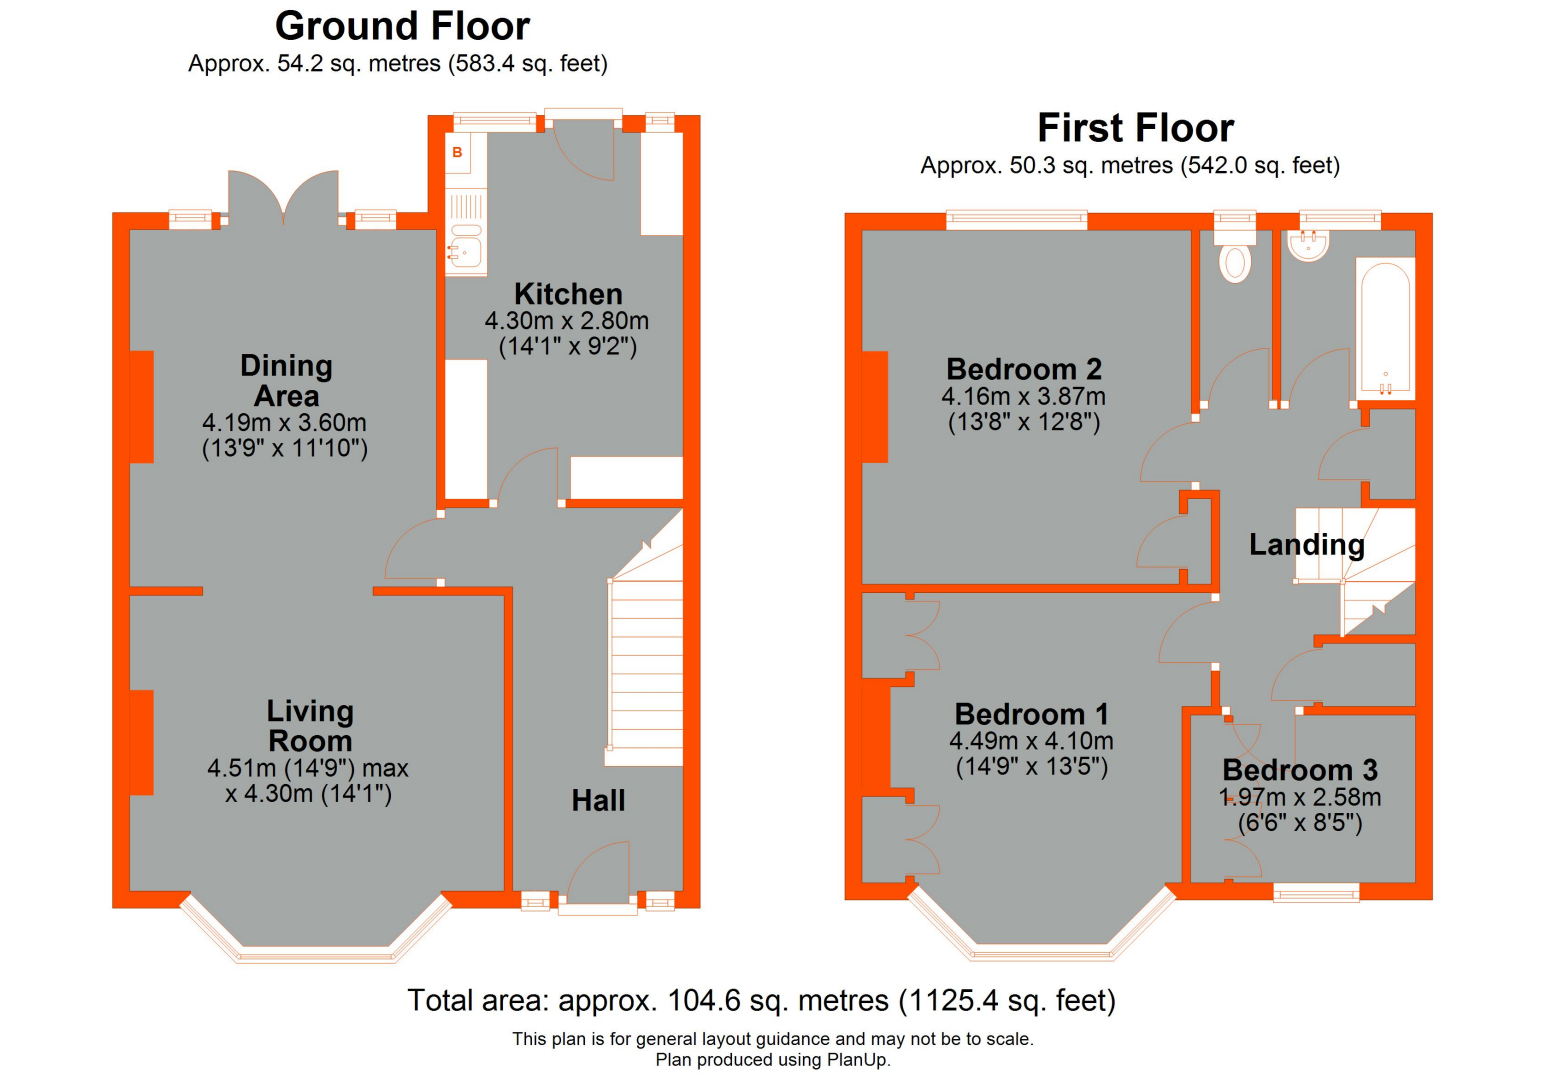 Ground Floor
Approx. 54.2 sq. metres (583.4 sq. feet)
B
Kitchen
4.30m x 2.80m
(14'1" x 9'2")
Dining
Area
4.19m x 3.60m
(13'9" x 11'10")
Living
Room
4.51m (14'9") max
x 4.30m (14'1")
Hall
First Floor
Approx. 50.3 sq. metres (542.0 sq. feet)
Bedroom 2
4.16m x 3.87m
(13'8" x 12'8")
Landing
Bedroom 1
4.49m x 4.10m
(14'9" x 13'5")
Bedroom 3
1.97m x 2.58m
(6'6" x 8'5")
Total area: approx. 104.6 sq. metres (1125.4 sq. feet)
This plan is for general layout guidance and may not be to scale.
Plan produced using PlanUp.